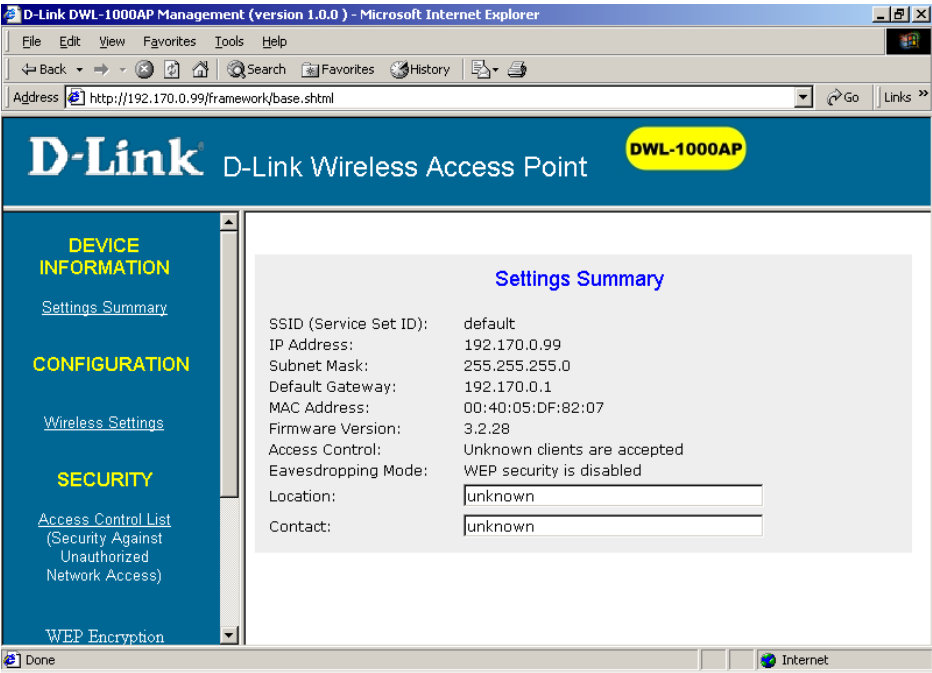 D-Link DWL-1000AP Management (version 1.0.0 ) - Microsoft Internet Explorer
File Edit View Favorites Tools Help
Back Search Favorites History
Address http://192.170.0.99/framework/base.shtml Go Links »
D-Link D-Link Wireless Access Point DWL-1000AP
DEVICE
INFORMATION
Settings Summary
CONFIGURATION
Wireless Settings
SECURITY
Access Control List
(Security Against
Unauthorized
Network Access)
WEP Encryption
Settings Summary
SSID (Service Set ID): default
IP Address: 192.170.0.99
Subnet Mask: 255.255.255.0
Default Gateway: 192.170.0.1
MAC Address: 00:40:05:DF:82:07
Firmware Version: 3.2.28
Access Control: Unknown clients are accepted
Eavesdropping Mode: WEP security is disabled
Location: unknown
Contact: unknown
Done Internet